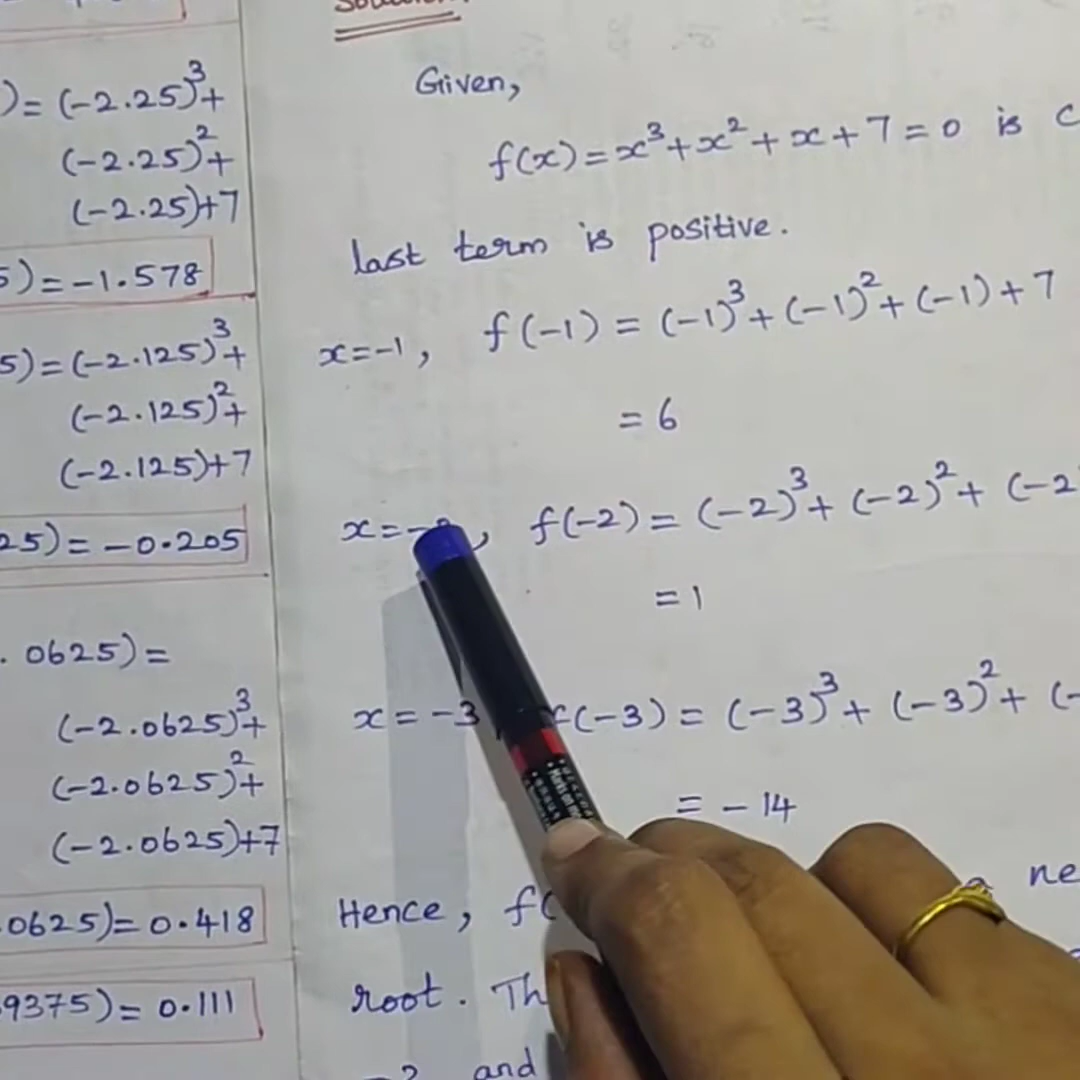 )=(-2.25)³+
(-2.25)²+
(-2.25)+7
5)=-1.578
5)=(-2.125)³+
(-2.125)²+
(-2.125)+7
25)=-0.205
.0625)=
(-2.0625)³+
(-2.0625)²+
(-2.0625)+7
.0625)=0.418
9375)=0.111
Given,
f(x)=x³+x²+x+7=0 is c
last term is positive.
x=-1, f(-1)=(-1)³+(-1)²+(-1)+7
=6
x=-, f(-2)=(-2)³+(-2)²+(-2
=1
x=-3 f(-3)=(-3)³+(-3)²+(-
=-14
Hence, f( ne
root. Th
-2 and